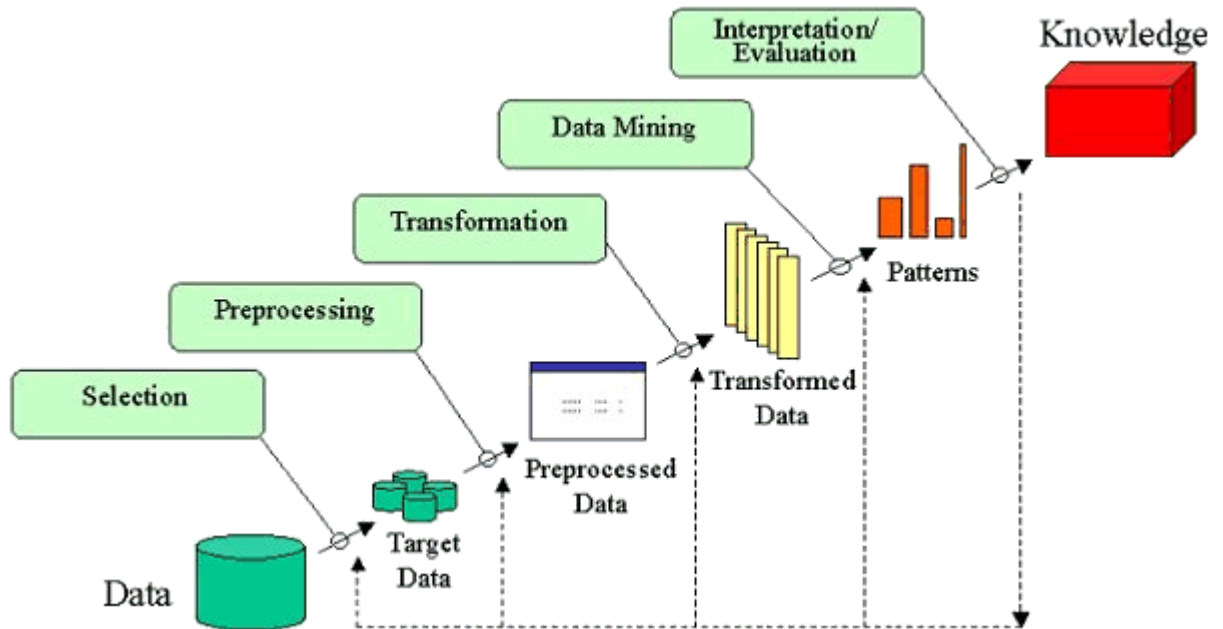 Interpretation/
Evaluation
Knowledge
Data Mining
Transformation
Patterns
Preprocessing
Transformed
Data
Selection
Preprocessed
Data
Target
Data
Data